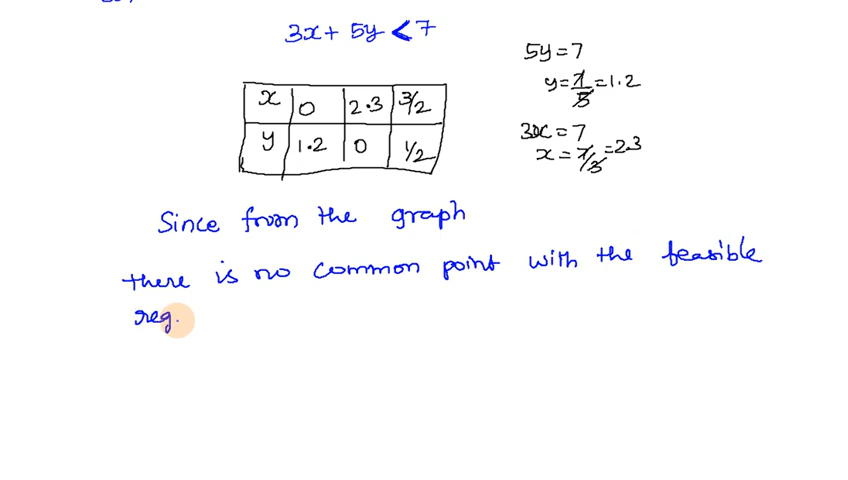 3x + 5y < 7
5y = 7
y = 7/5 = 1.2
x 0 2.3 3/2
y 1.2 0 1/2
3x = 7
x = 7/3 = 2.3
Since from the graph
there is no common point with the feasible
reg.